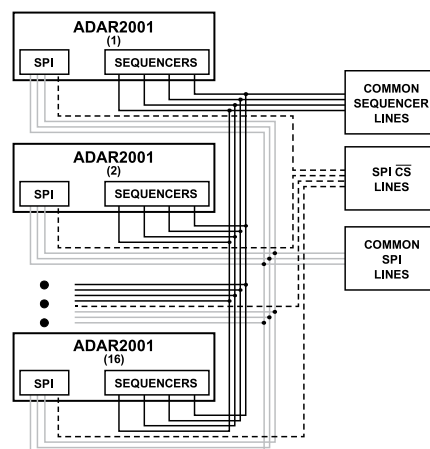 ADAR2001
(1)
SPI
SEQUENCERS
COMMON
SEQUENCER
LINES
ADAR2001
(2)
SPI
SEQUENCERS
SPI C̅S̅
LINES
COMMON
SPI
LINES
ADAR2001
(16)
SPI
SEQUENCERS